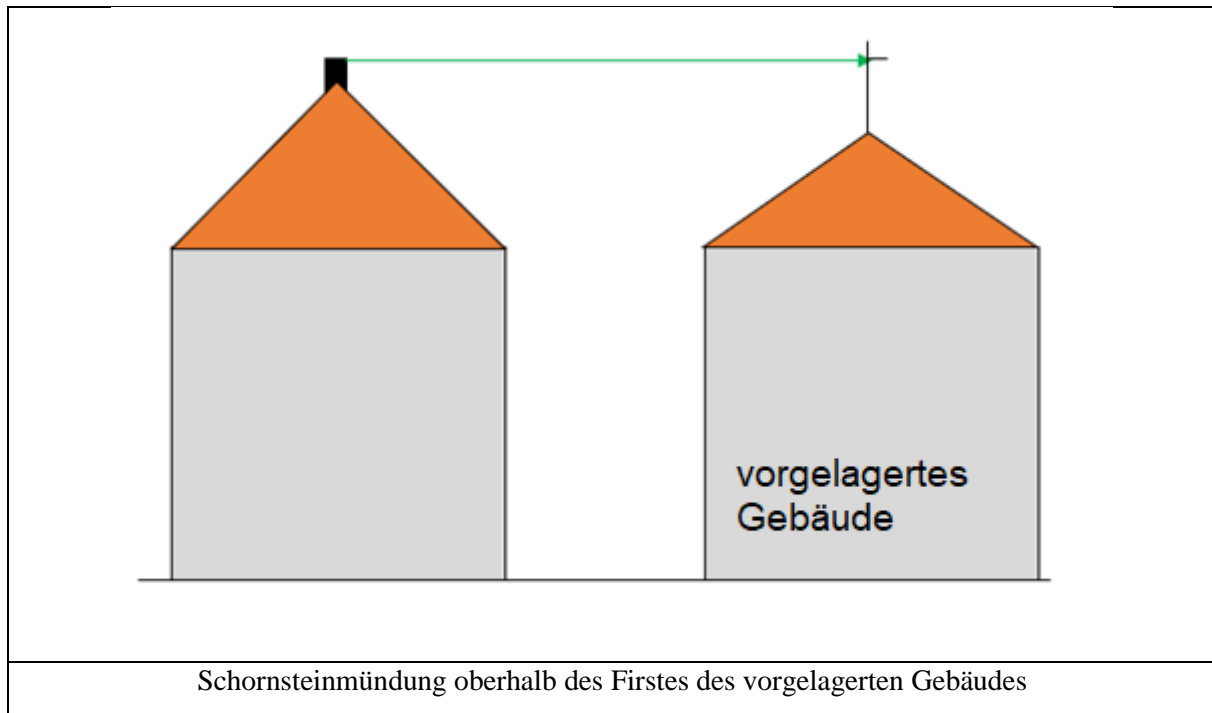 vorgelagertes
Gebäude
Schornsteinmündung oberhalb des Firstes des vorgelagerten Gebäudes